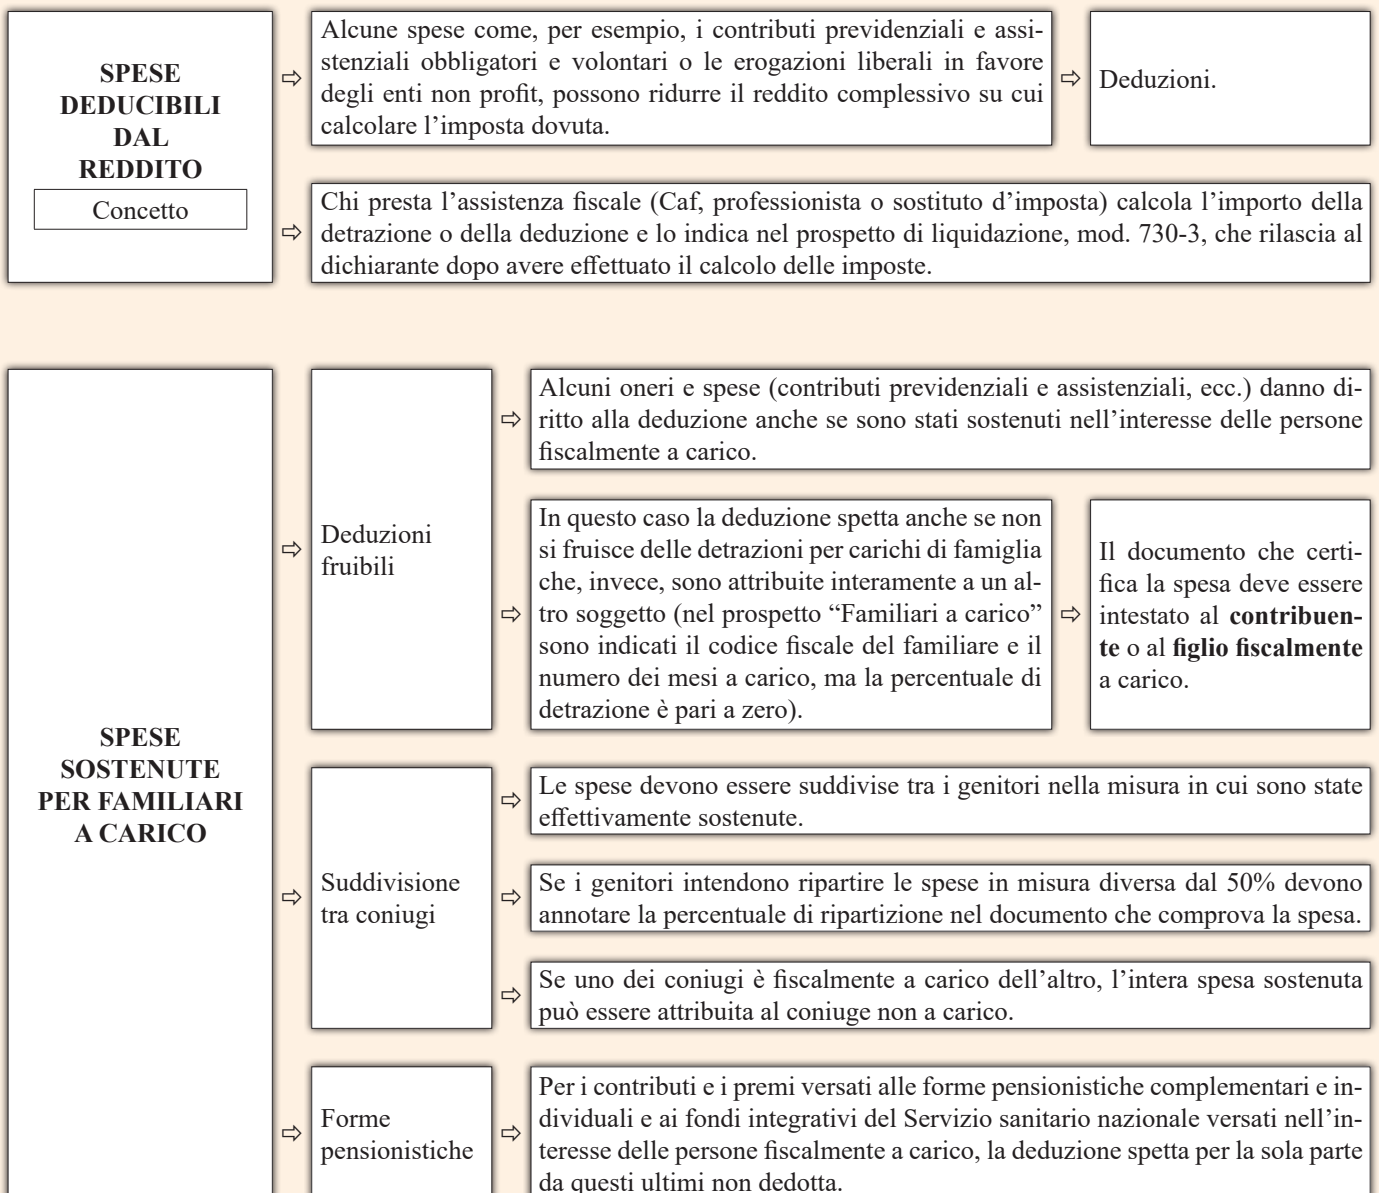 SPESE
DEDUCIBILI
DAL
REDDITO
Concetto
Alcune spese come, per esempio, i contributi previdenziali e assi-
stenziali obbligatori e volontari o le erogazioni liberali in favore
degli enti non profit, possono ridurre il reddito complessivo su cui
calcolare l’imposta dovuta.
Deduzioni.
Chi presta l’assistenza fiscale (Caf, professionista o sostituto d’imposta) calcola l’importo della
detrazione o della deduzione e lo indica nel prospetto di liquidazione, mod. 730-3, che rilascia al
dichiarante dopo avere effettuato il calcolo delle imposte.
SPESE
SOSTENUTE
PER FAMILIARI
A CARICO
Deduzioni
fruibili
Alcuni oneri e spese (contributi previdenziali e assistenziali, ecc.) danno di-
ritto alla deduzione anche se sono stati sostenuti nell’interesse delle persone
fiscalmente a carico.
In questo caso la deduzione spetta anche se non
si fruisce delle detrazioni per carichi di famiglia
che, invece, sono attribuite interamente a un al-
tro soggetto (nel prospetto “Familiari a carico”
sono indicati il codice fiscale del familiare e il
numero dei mesi a carico, ma la percentuale di
detrazione è pari a zero).
Il documento che certi-
fica la spesa deve essere
intestato al contribuen-
te o al figlio fiscalmente
a carico.
Suddivisione
tra coniugi
Le spese devono essere suddivise tra i genitori nella misura in cui sono state
effettivamente sostenute.
Se i genitori intendono ripartire le spese in misura diversa dal 50% devono
annotare la percentuale di ripartizione nel documento che comprova la spesa.
Se uno dei coniugi è fiscalmente a carico dell’altro, l’intera spesa sostenuta
può essere attribuita al coniuge non a carico.
Forme
pensionistiche
Per i contributi e i premi versati alle forme pensionistiche complementari e in-
dividuali e ai fondi integrativi del Servizio sanitario nazionale versati nell’in-
teresse delle persone fiscalmente a carico, la deduzione spetta per la sola parte
da questi ultimi non dedotta.